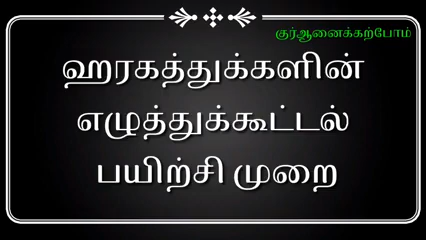 குர்ஆனைக்கற்போம்
ஹரகத்துக்களின்
எழுத்துக்கூட்டல்
பயிற்சி முறை